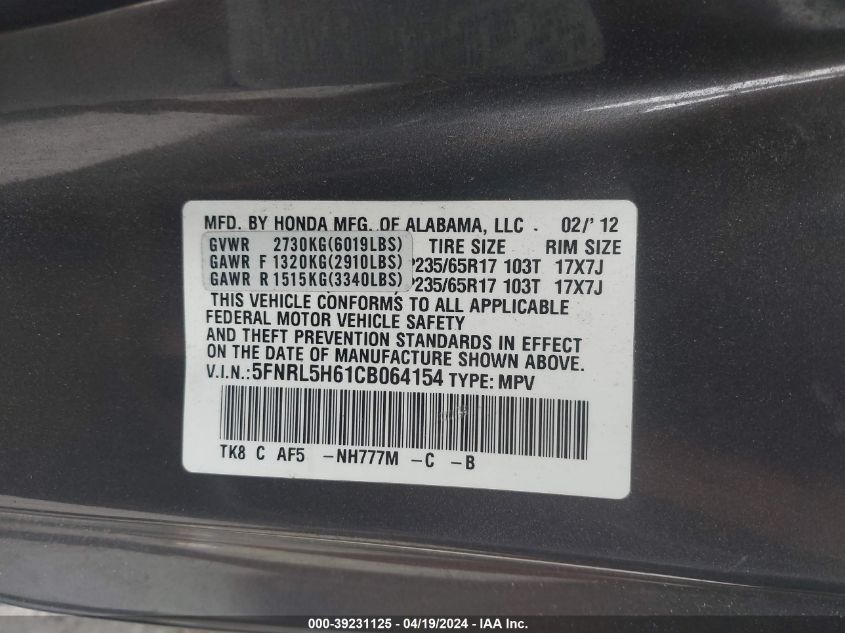 MFD. BY HONDA MFG. OF ALABAMA, LLC . 02/' 12
GVWR 2730KG(6019LBS) TIRE SIZE RIM SIZE
GAWR F 1320KG(2910LBS) P235/65R17 103T 17X7J
GAWR R 1515KG(3340LBS) P235/65R17 103T 17X7J
THIS VEHICLE CONFORMS TO ALL APPLICABLE
FEDERAL MOTOR VEHICLE SAFETY
AND THEFT PREVENTION STANDARDS IN EFFECT
ON THE DATE OF MANUFACTURE SHOWN ABOVE.
V.I.N.:5FNRL5H61CB064154 TYPE: MPV
TK8 C AF5 -NH777M -C -B
000-39231125 - 04/19/2024 - IAA Inc.